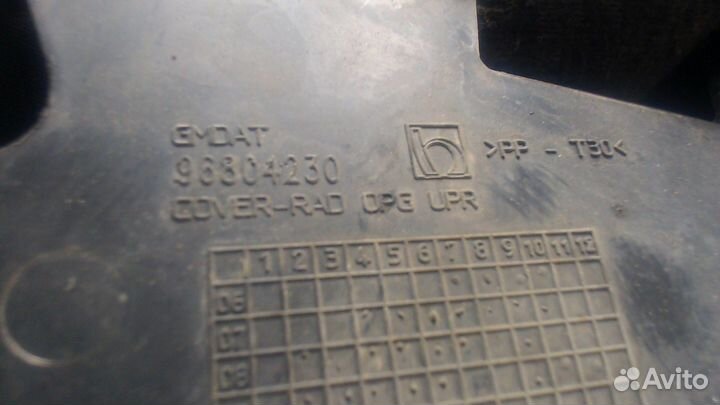 GMDAT
96804230
>PP - T30<
COVER-RAD OPG UPR
1 2 3 4 5 6 7 8 9 10 11 12
06
07
08
Avito